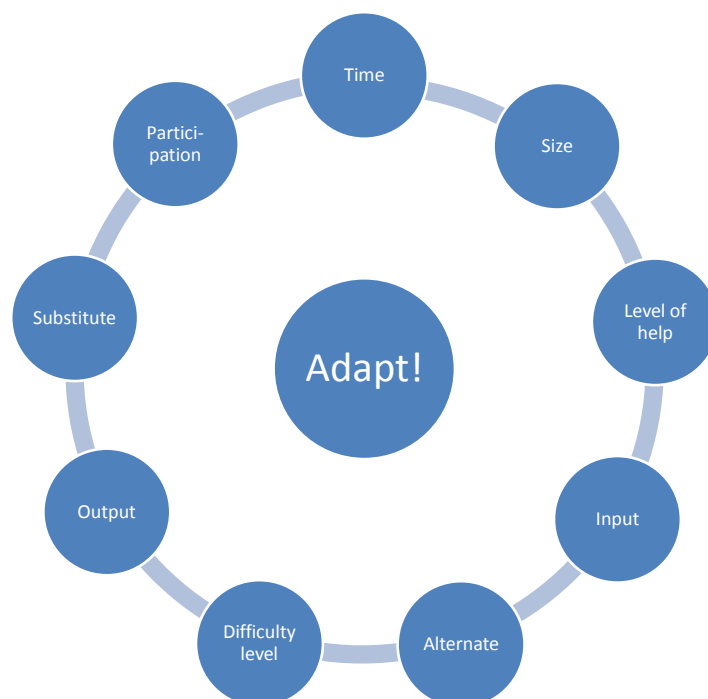 Time
Size
Level of
help
Input
Alternate
Difficulty
level
Output
Substitute
Partici-
pation
Adapt!